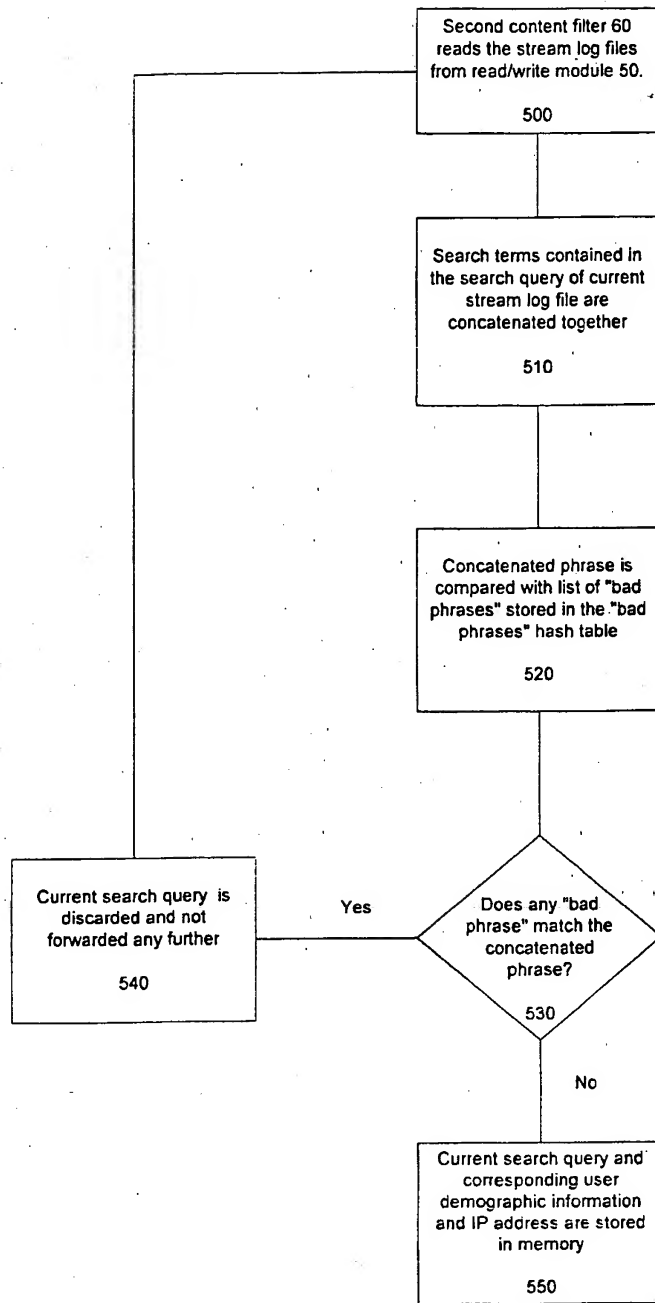 Second content filter 60
reads the stream log files
from read/write module 50.
500
Search terms contained in
the search query of current
stream log file are
concatenated together
510
Concatenated phrase is
compared with list of "bad
phrases" stored in the "bad
phrases" hash table
520
Does any "bad
phrase" match the
concatenated
phrase?
530
Yes
Current search query is
discarded and not
forwarded any further
540
No
Current search query and
corresponding user
demographic information
and IP address are stored
in memory
550